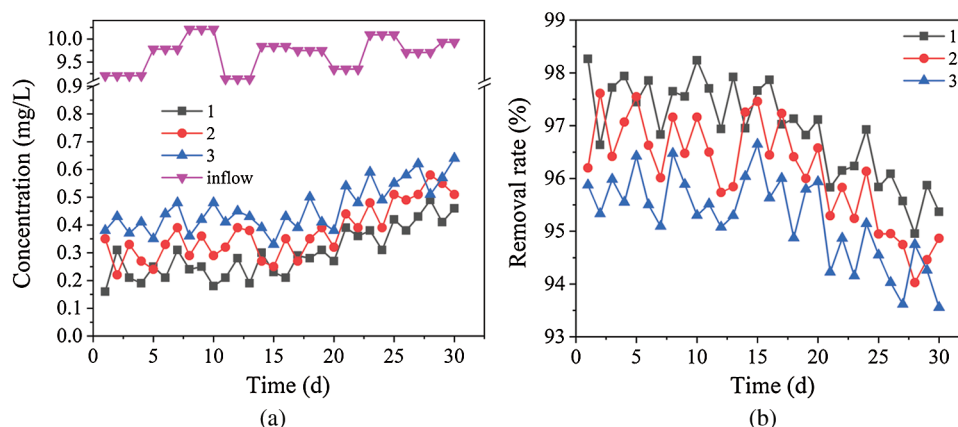 10.0
9.9
0.9
0.8
0.7
0.6
0.5
0.4
0.3
0.2
0.1
0.0
Concentration (mg/L)
1
2
3
inflow
0 5 10 15 20 25 30
Time (d)
(a)
99
98
97
96
95
94
93
Removal rate (%)
1
2
3
0 5 10 15 20 25 30
Time (d)
(b)